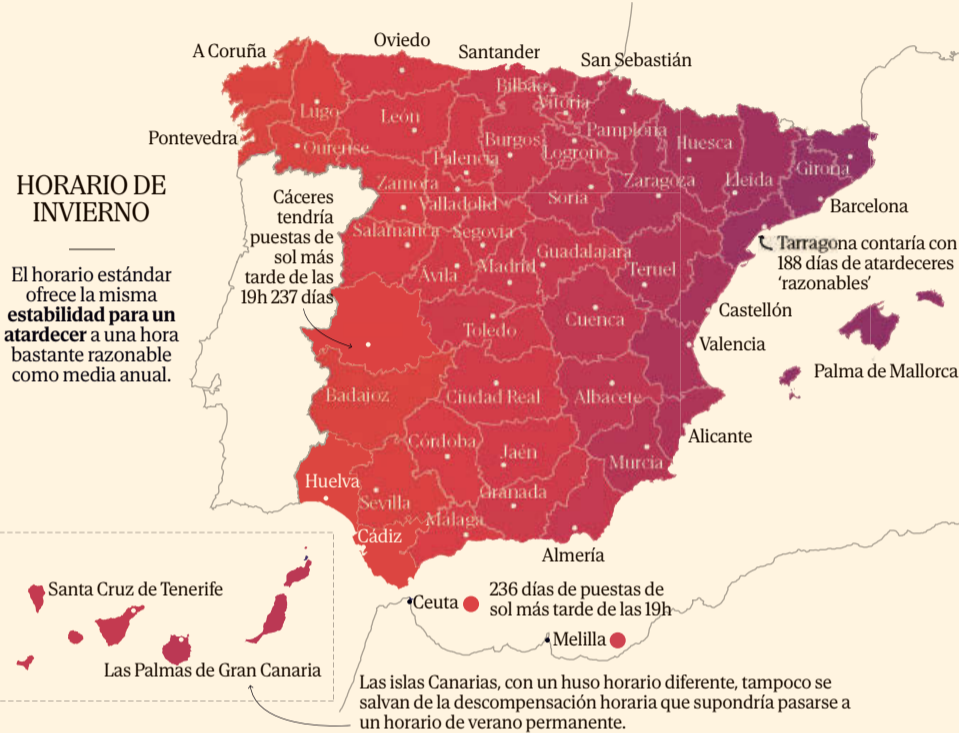 HORARIO DE
INVIERNO
El horario estándar
ofrece la misma
estabilidad para un
atardecer a una hora
bastante razonable
como media anual.
A Coruña
Oviedo
Santander
San Sebastián
Bilbao
Vitoria
Lugo
León
Pontevedra
Ourense
Burgos
Pamplona
Logroño
Huesca
Palencia
Girona
Zamora
Zaragoza
Lleida
Valladolid
Soria
Barcelona
Cáceres
tendría
puestas de
sol más
tarde de las
19h 237 días
Salamanca
Segovia
Tarragona contaría con
188 días de atardeceres
‘razonables’
Guadalajara
Ávila
Madrid
Teruel
Castellón
Toledo
Cuenca
Valencia
Palma de Mallorca
Badajoz
Ciudad Real
Albacete
Alicante
Córdoba
Jaén
Murcia
Huelva
Sevilla
Granada
Málaga
Cádiz
Almería
Santa Cruz de Tenerife
Las Palmas de Gran Canaria
Ceuta
236 días de puestas de
sol más tarde de las 19h
Melilla
Las islas Canarias, con un huso horario diferente, tampoco se
salvan de la descompensación horaria que supondría pasarse a
un horario de verano permanente.